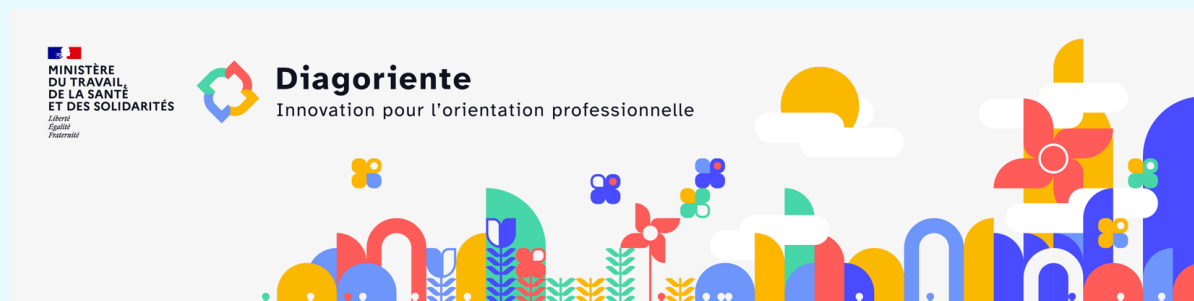 MINISTÈRE
DU TRAVAIL,
DE LA SANTÉ
ET DES SOLIDARITÉS
Liberté
Égalité
Fraternité
Diagoriente
Innovation pour l'orientation professionnelle